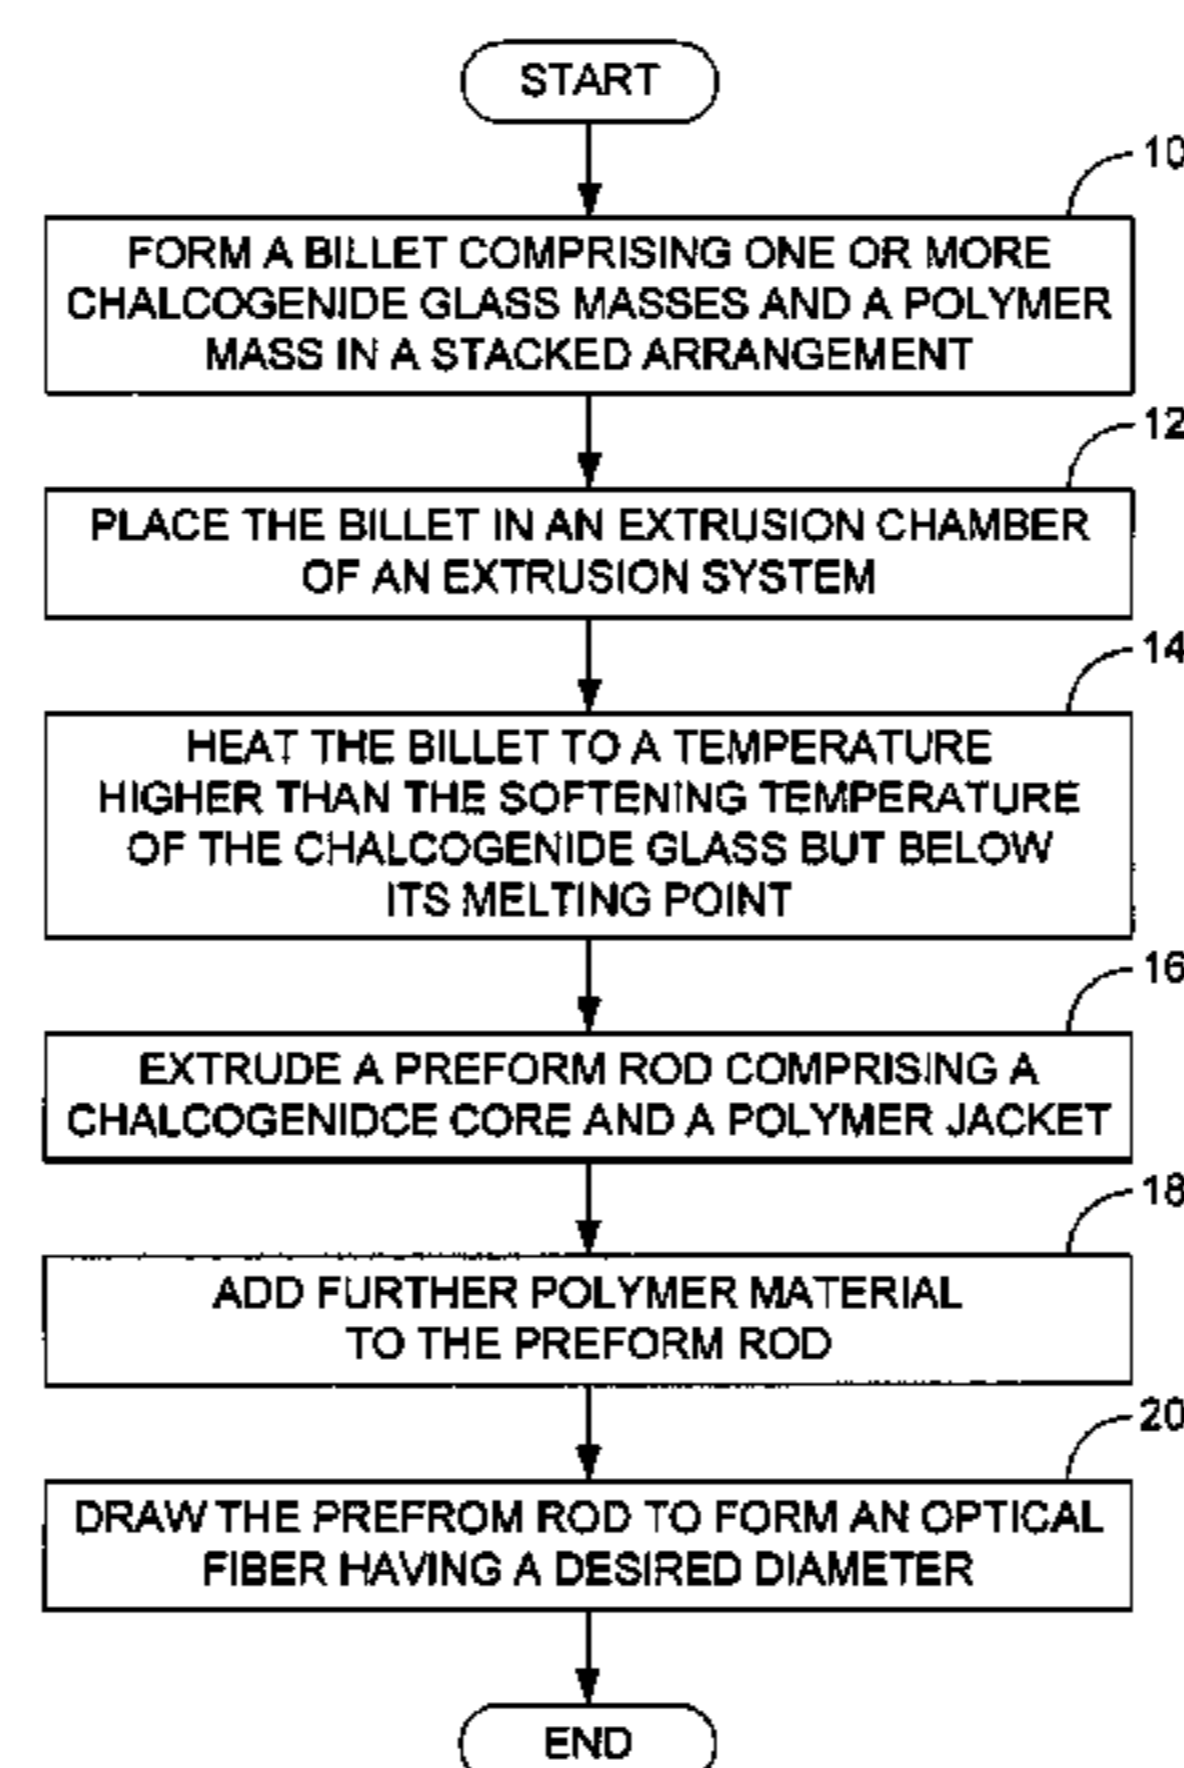 START
10
FORM A BILLET COMPRISING ONE OR MORE
CHALCOGENIDE GLASS MASSES AND A POLYMER
MASS IN A STACKED ARRANGEMENT
12
PLACE THE BILLET IN AN EXTRUSION CHAMBER
OF AN EXTRUSION SYSTEM
14
HEAT THE BILLET TO A TEMPERATURE
HIGHER THAN THE SOFTENING TEMPERATURE
OF THE CHALCOGENIDE GLASS BUT BELOW
ITS MELTING POINT
16
EXTRUDE A PREFORM ROD COMPRISING A
CHALCOGENIDCE CORE AND A POLYMER JACKET
18
ADD FURTHER POLYMER MATERIAL
TO THE PREFORM ROD
20
DRAW THE PREFROM ROD TO FORM AN OPTICAL
FIBER HAVING A DESIRED DIAMETER
END